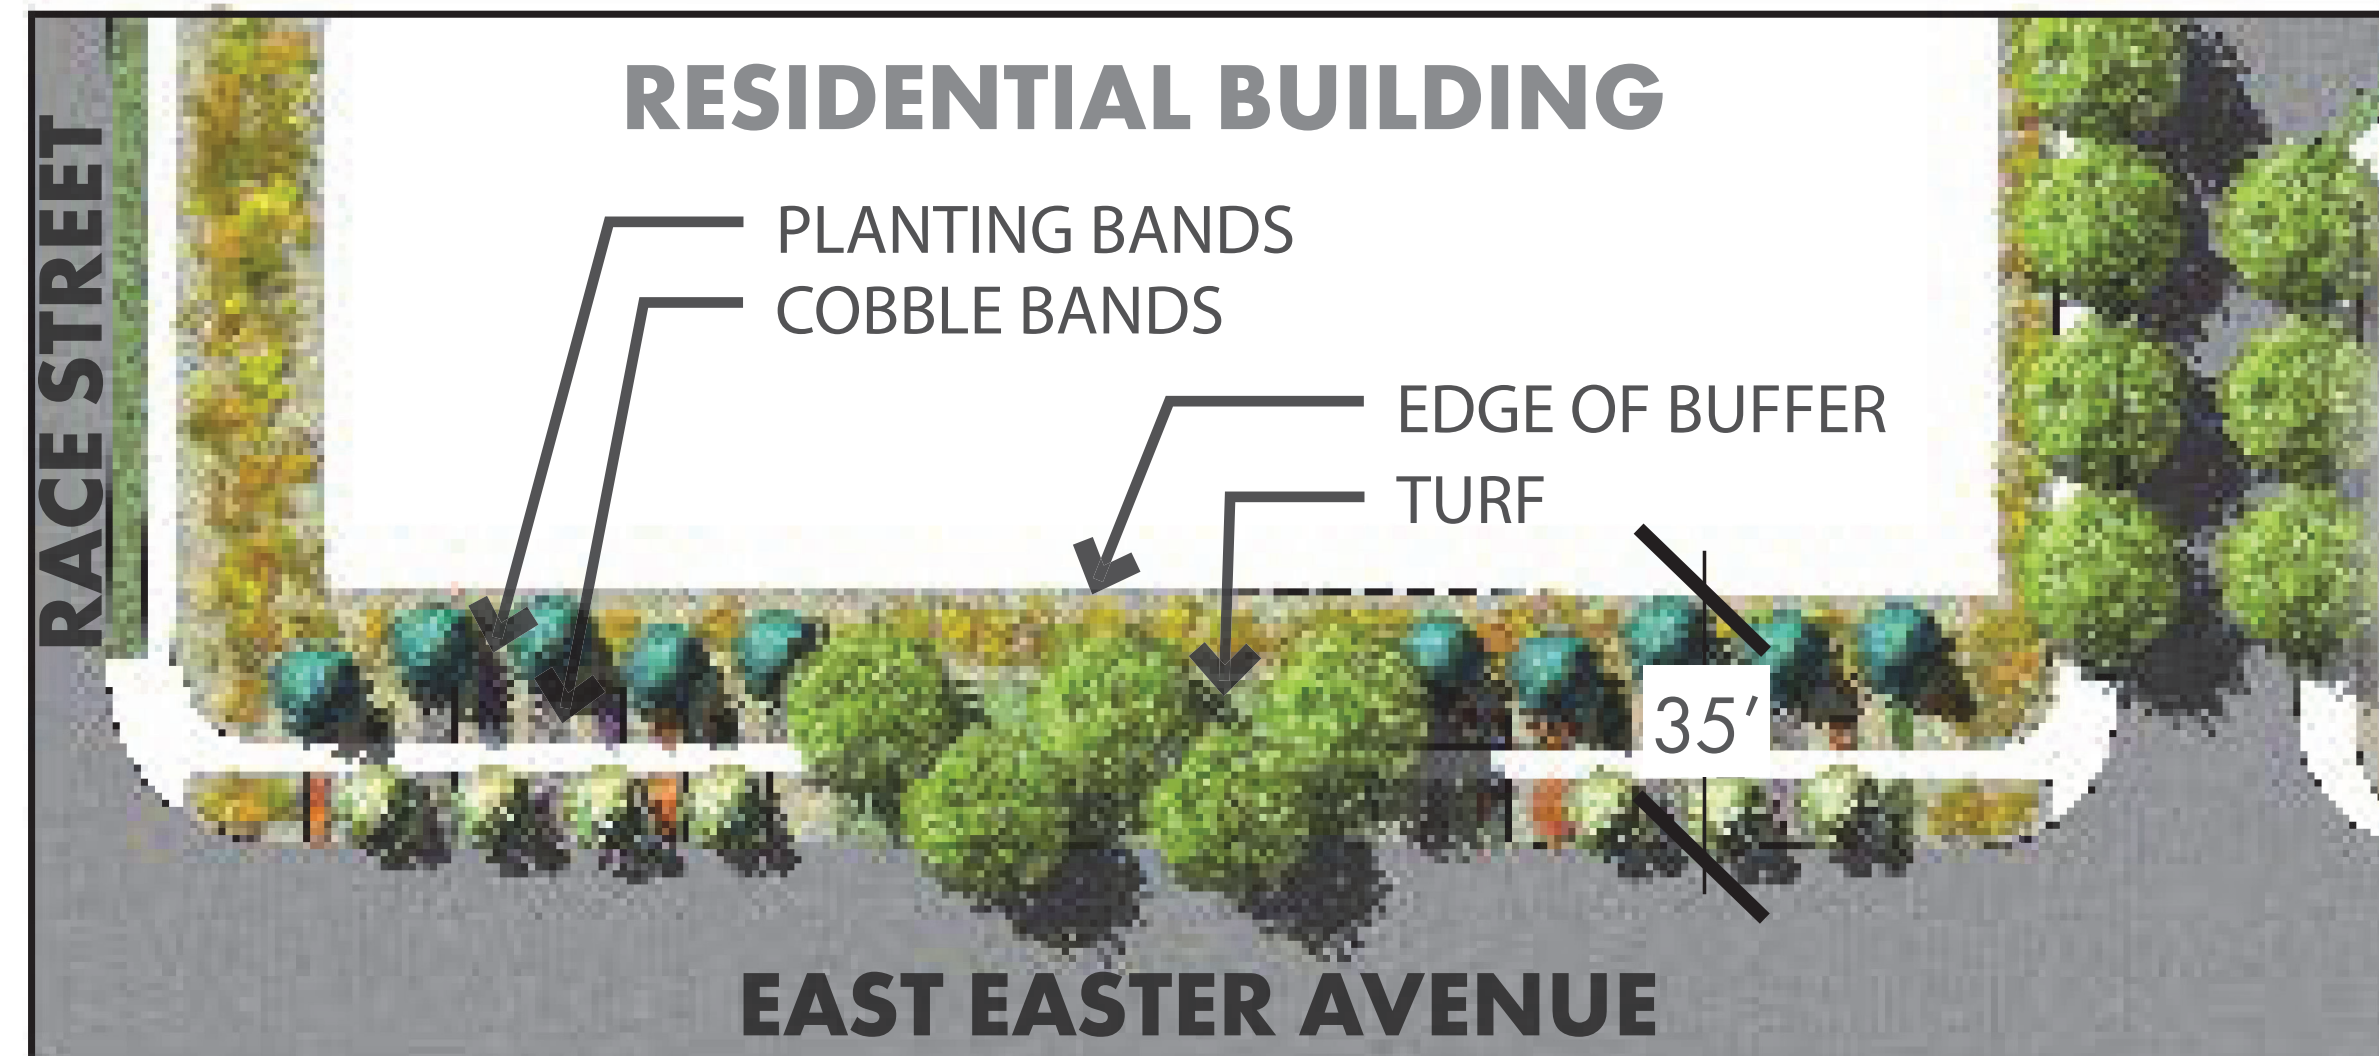 RESIDENTIAL BUILDING
PLANTING BANDS
COBBLE BANDS
EDGE OF BUFFER
TURF
RACE STREET
35′
EAST EASTER AVENUE